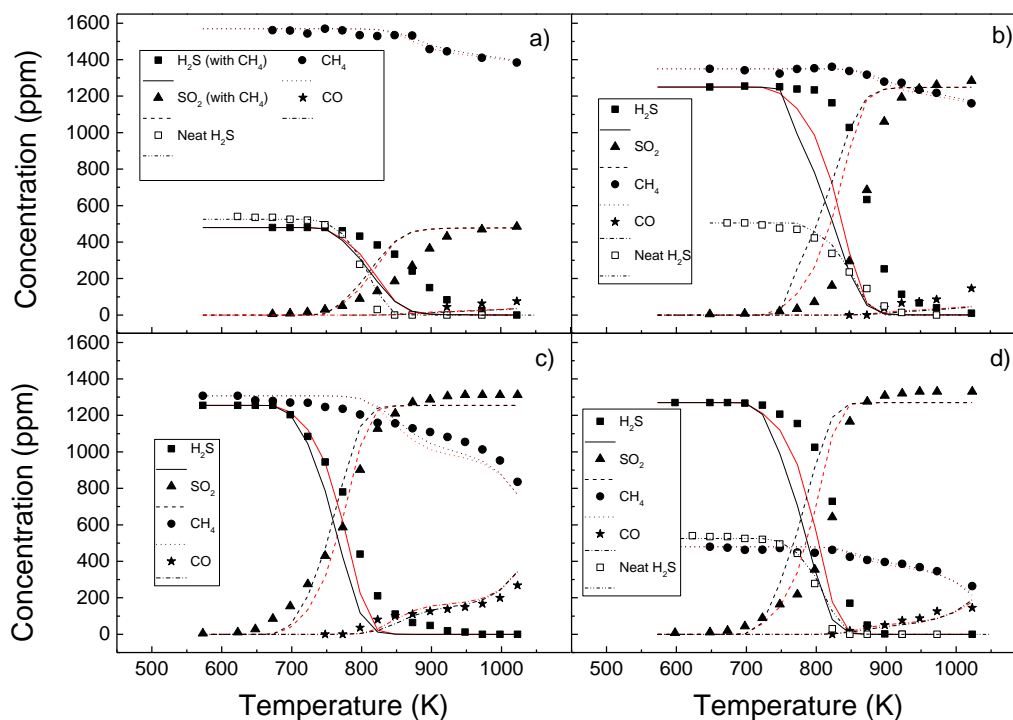 Concentration (ppm)
1600
1400
1200
1000
800
600
400
200
0
a)
H₂S (with CH₄)
CH₄
SO₂ (with CH₄)
CO
Neat H₂S
b)
H₂S
SO₂
CH₄
CO
Neat H₂S
Concentration (ppm)
1600
1400
1200
1000
800
600
400
200
0
c)
H₂S
SO₂
CH₄
CO
d)
H₂S
SO₂
CH₄
CO
Neat H₂S
500 600 700 800 900 1000
500 600 700 800 900 1000
Temperature (K)
Temperature (K)